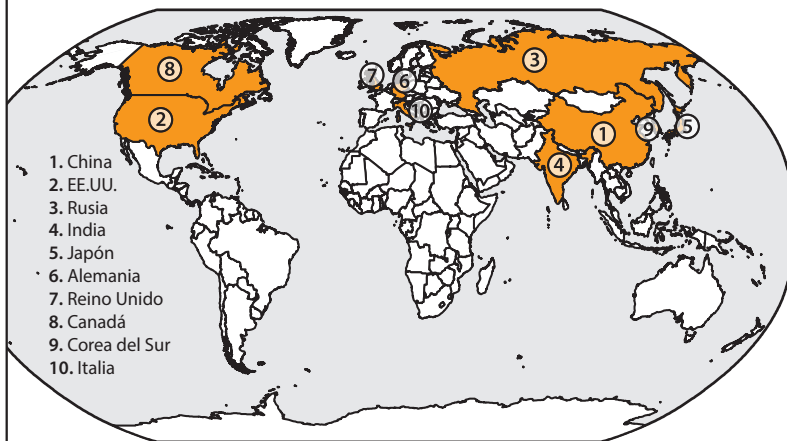 8
7
6
3
2
10
1
9
5
4
1. China
2. EE.UU.
3. Rusia
4. India
5. Japón
6. Alemania
7. Reino Unido
8. Canadá
9. Corea del Sur
10. Italia